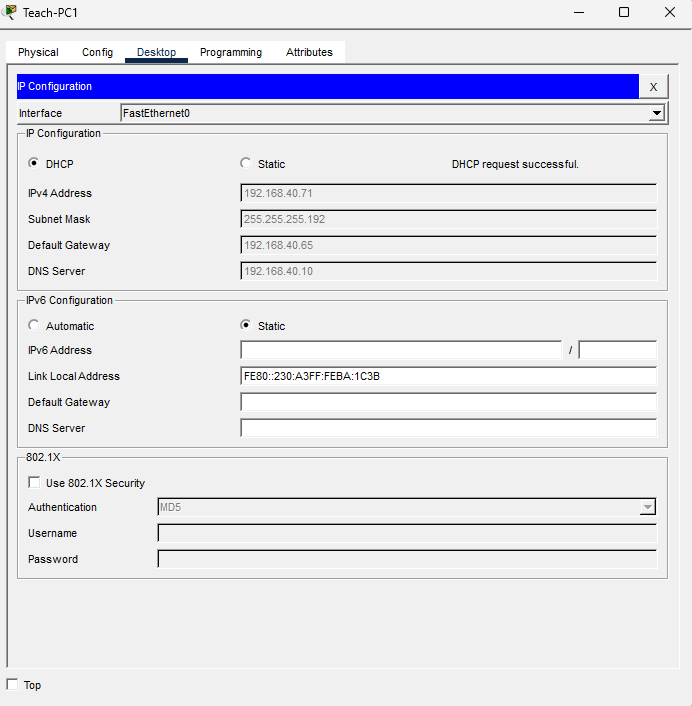 Teach-PC1
Physical Config Desktop Programming Attributes
IP Configuration X
Interface FastEthernet0
IP Configuration
DHCP Static DHCP request successful.
IPv4 Address 192.168.40.71
Subnet Mask 255.255.255.192
Default Gateway 192.168.40.65
DNS Server 192.168.40.10
IPv6 Configuration
Automatic Static
IPv6 Address /
Link Local Address FE80::230:A3FF:FEBA:1C3B
Default Gateway
DNS Server
802.1X
Use 802.1X Security
Authentication MD5
Username
Password
Top